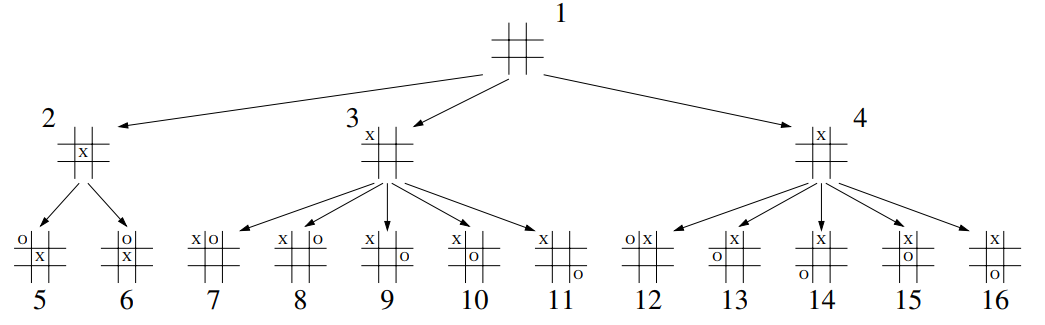 1
2 3 4
X X X
O O X O X O X X X O X X X X X
X X O O O O
O O O
5 6 7 8 9 10 11 12 13 14 15 16